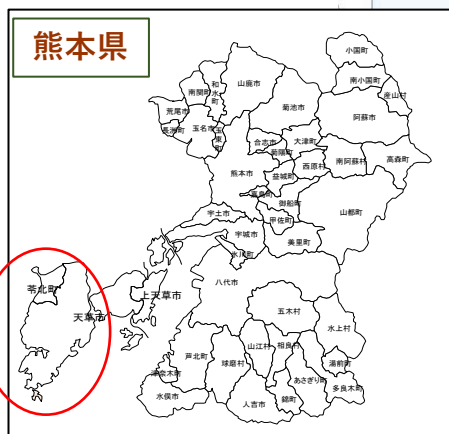 熊本県
小国町
南小国町
産山村
山鹿市
和水町
南関町
菊池市
荒尾市
阿蘇市
長洲町
玉名市
玉東町
合志市
大津町
菊陽町
高森町
南阿蘇村
西原村
益城町
熊本市
嘉島町
御船町
山都町
宇土市
甲佐町
宇城市
美里町
氷川町
八代市
苓北町
上天草市
天草市
五木村
水上村
山江村
相良村
芦北町
球磨村
湯前町
あさぎり町
多良木町
津奈木町
水俣市
錦町
人吉市